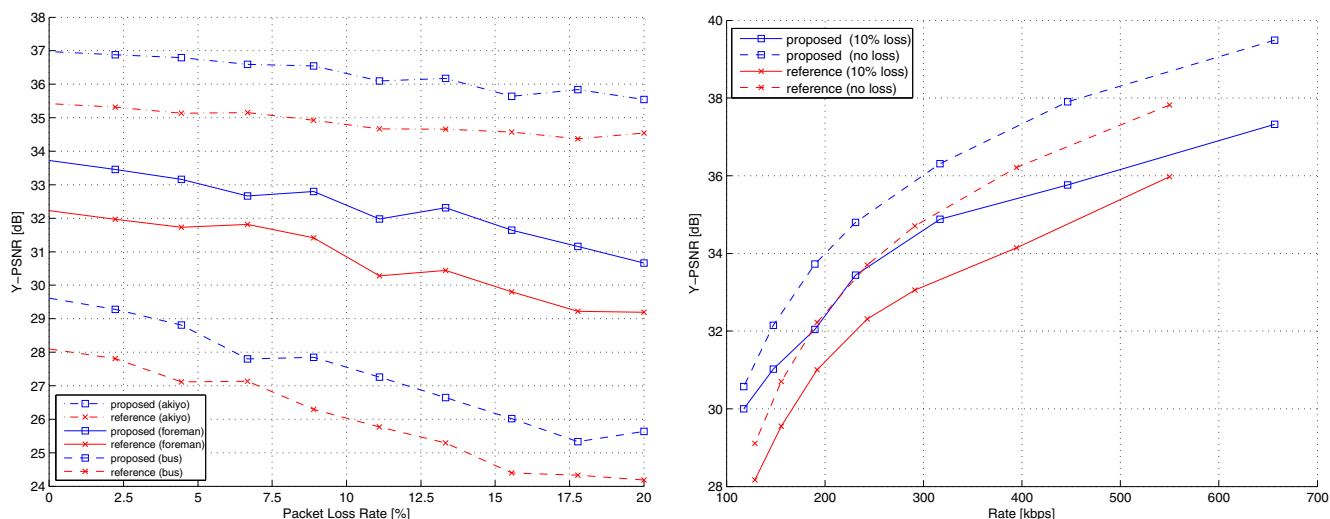 38
37
36
35
34
33
32
31
30
29
28
27
26
25
24
Y-PSNR [dB]
proposed (akiyo)
reference (akiyo)
proposed (foreman)
reference (foreman)
proposed (bus)
reference (bus)
0 2.5 5 7.5 10 12.5 15 17.5 20
Packet Loss Rate [%]
40
38
36
34
32
30
28
Y-PSNR [dB]
proposed (10% loss)
proposed (no loss)
reference (10% loss)
reference (no loss)
100 200 300 400 500 600 700
Rate [kbps]